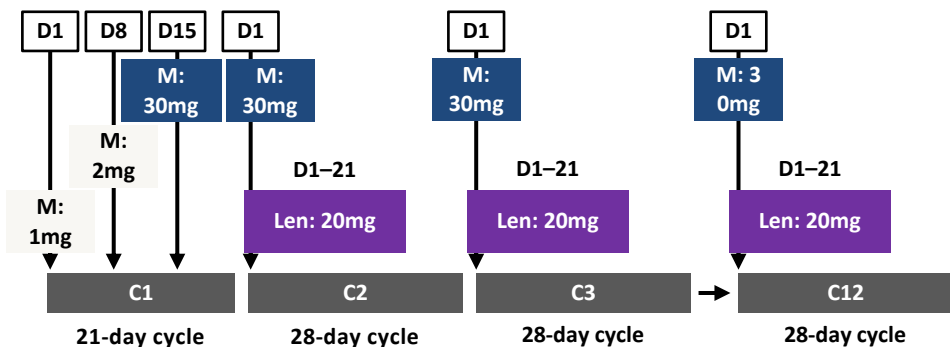 D1 D8 D15 D1 D1 D1
M:
30mg
M:
30mg
M:
30mg
M: 3
0mg
M:
2mg
D1–21 D1–21 D1–21
M:
1mg
Len: 20mg Len: 20mg Len: 20mg
C1 C2 C3 C12
21-day cycle 28-day cycle 28-day cycle 28-day cycle